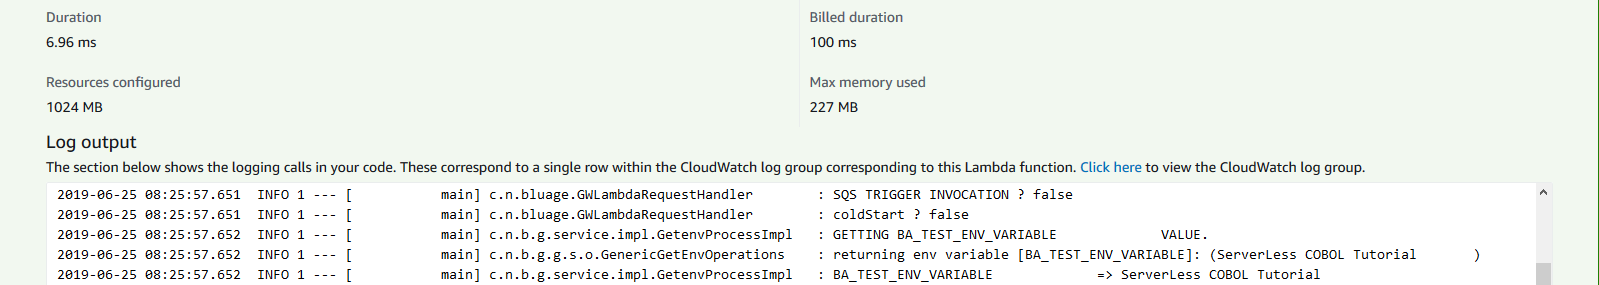 Duration
6.96 ms
Billed duration
100 ms
Resources configured
1024 MB
Max memory used
227 MB
Log output
The section below shows the logging calls in your code. These correspond to a single row within the CloudWatch log group corresponding to this Lambda function. Click here to view the CloudWatch log group.
2019-06-25 08:25:57.651  INFO 1 --- [           main] c.n.bluage.GWLambdaRequestHandler        : SQS TRIGGER INVOCATION ? false
2019-06-25 08:25:57.651  INFO 1 --- [           main] c.n.bluage.GWLambdaRequestHandler        : coldStart ? false
2019-06-25 08:25:57.652  INFO 1 --- [           main] c.n.b.g.service.impl.GetenvProcessImpl   : GETTING BA_TEST_ENV_VARIABLE             VALUE.
2019-06-25 08:25:57.652  INFO 1 --- [           main] c.n.b.g.g.s.o.GenericGetEnvOperations    : returning env variable [BA_TEST_ENV_VARIABLE]: (ServerLess COBOL Tutorial       )
2019-06-25 08:25:57.652  INFO 1 --- [           main] c.n.b.g.service.impl.GetenvProcessImpl   : BA_TEST_ENV_VARIABLE             => ServerLess COBOL Tutorial